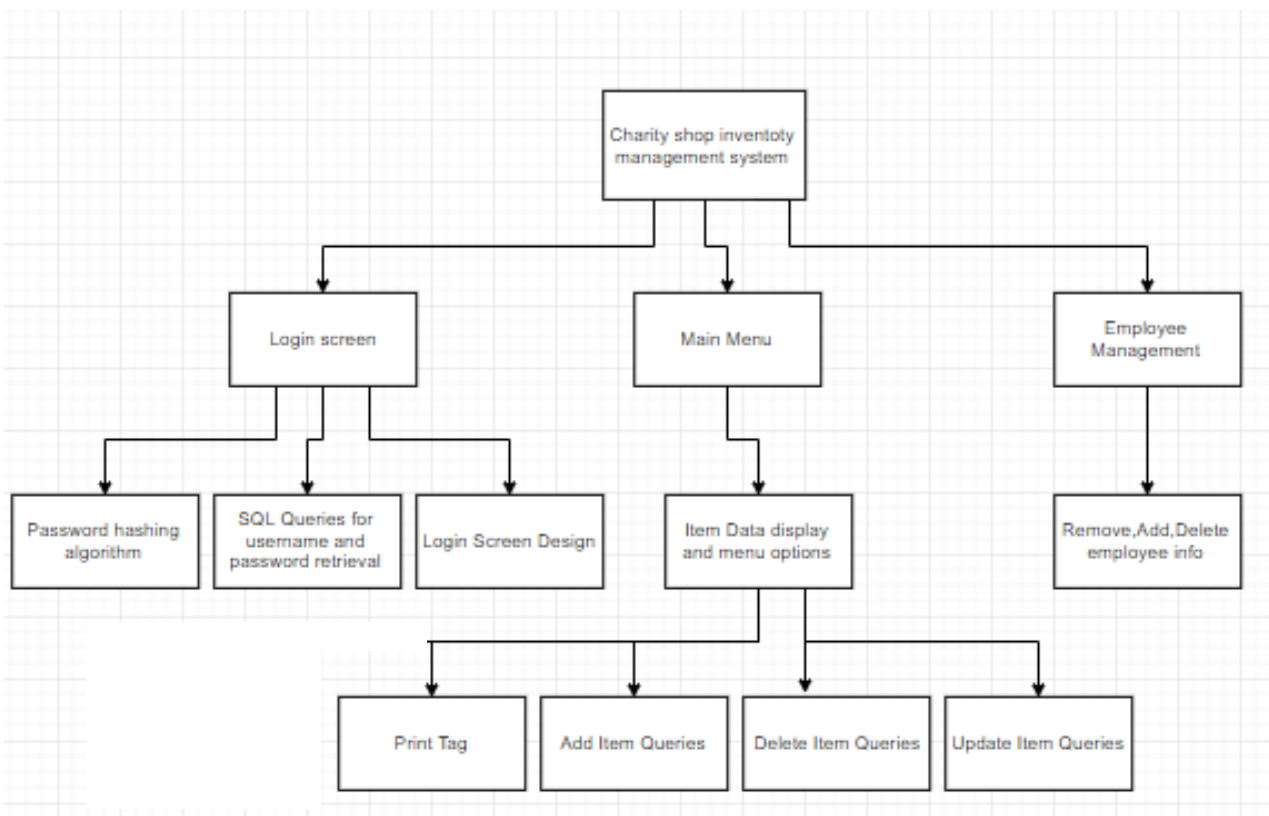 Charity shop inventoty
management system
Login screen
Main Menu
Employee
Management
Password hashing
algorithm
SQL Queries for
username and
password retrieval
Login Screen Design
Item Data display
and menu options
Remove,Add,Delete
employee info
Print Tag
Add Item Queries
Delete Item Queries
Update Item Queries